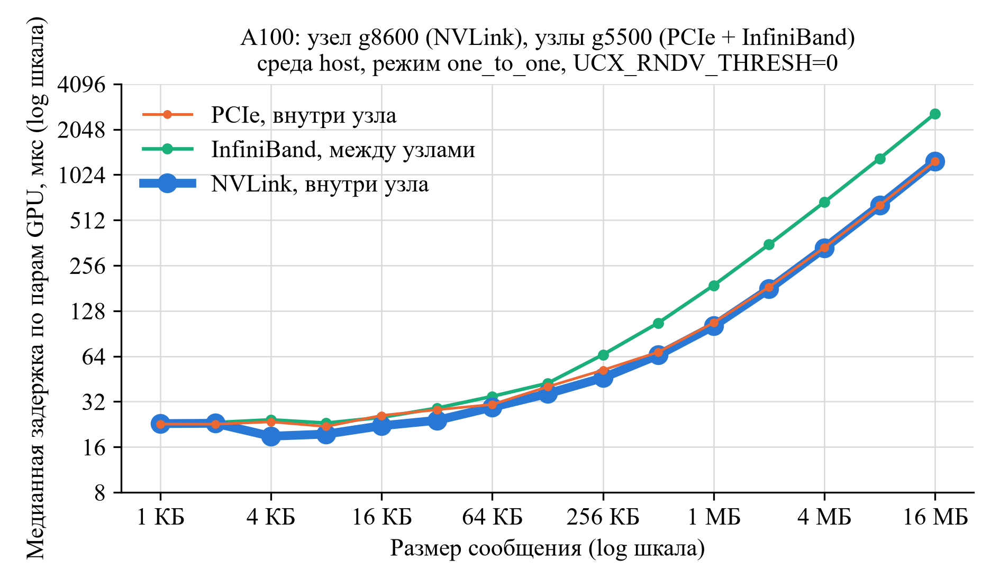 A100: узел g8600 (NVLink), узлы g5500 (PCIe + InfiniBand)
среда host, режим one_to_one, UCX_RNDV_THRESH=0
Медианная задержка по парам GPU, мкс (log шкала)
4096
2048
1024
512
256
128
64
32
16
8
PCIe, внутри узла
InfiniBand, между узлами
NVLink, внутри узла
1 КБ
4 КБ
16 КБ
64 КБ
256 КБ
1 МБ
4 МБ
16 МБ
Размер сообщения (log шкала)